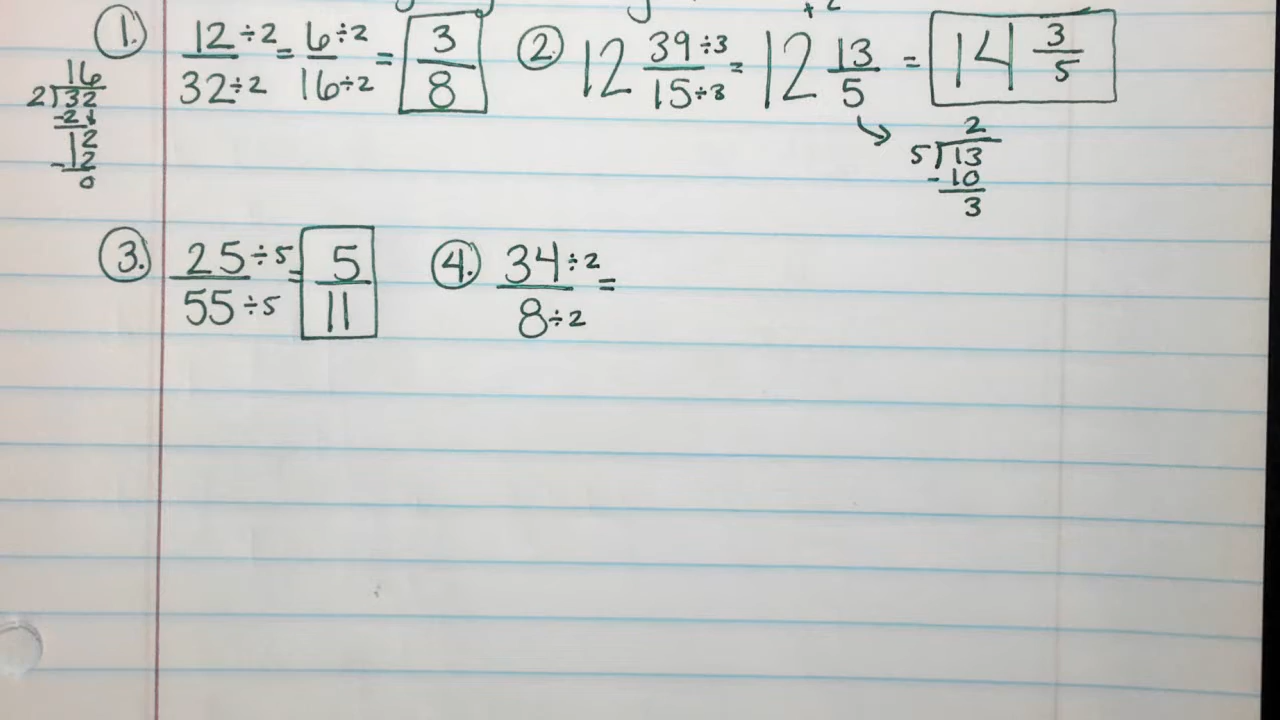 +2
1. 12÷2/32÷2 = 6÷2/16÷2 = 3/8
16
2)32
-2↓
12
-12
0
2. 12 39÷3/15÷3 = 12 13/5 = 14 3/5
2
5)13
-10
3
3. 25÷5/55÷5 = 5/11
4. 34÷2/8÷2 =